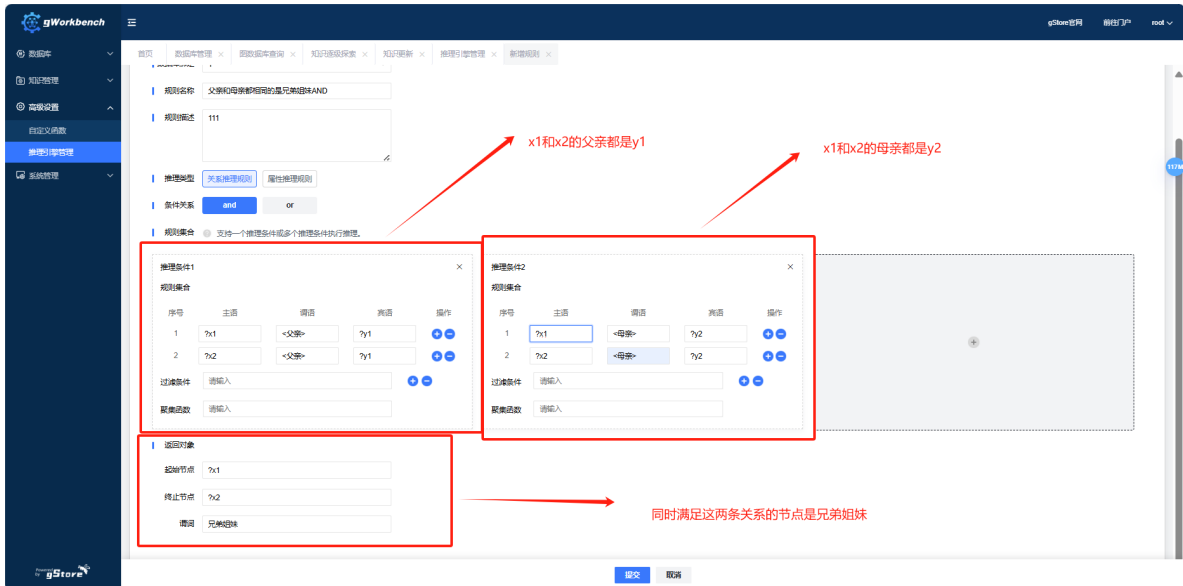 gWorkbench
gStore官网 前往门户 root
数据库
知识管理
高级设置
自定义函数
推理引擎管理
系统管理
首页 数据库管理 × 图数据库查询 × 知识逐级探索 × 知识更新 × 推理引擎管理 × 新增规则 ×
规则名称 父亲和母亲都相同的是兄弟姐妹AND
规则描述 111
x1和x2的父亲都是y1
x1和x2的母亲都是y2
117M
推理类型 关系推理规则 属性推理规则
条件关系 and or
规则集合 支持一个推理条件或多个推理条件执行推理。
推理条件1 ×
规则集合
序号 主语 谓语 宾语 操作
1 ?x1 <父亲> ?y1
2 ?x2 <父亲> ?y1
过滤条件 请输入
聚集函数 请输入
推理条件2 ×
规则集合
序号 主语 谓语 宾语 操作
1 ?x1 <母亲> ?y2
2 ?x2 <母亲> ?y2
过滤条件 请输入
聚集函数 请输入
返回对象
起始节点 ?x1
终止节点 ?x2
谓词 兄弟姐妹
同时满足这两条关系的节点是兄弟姐妹
Powered by gStore
提交 取消